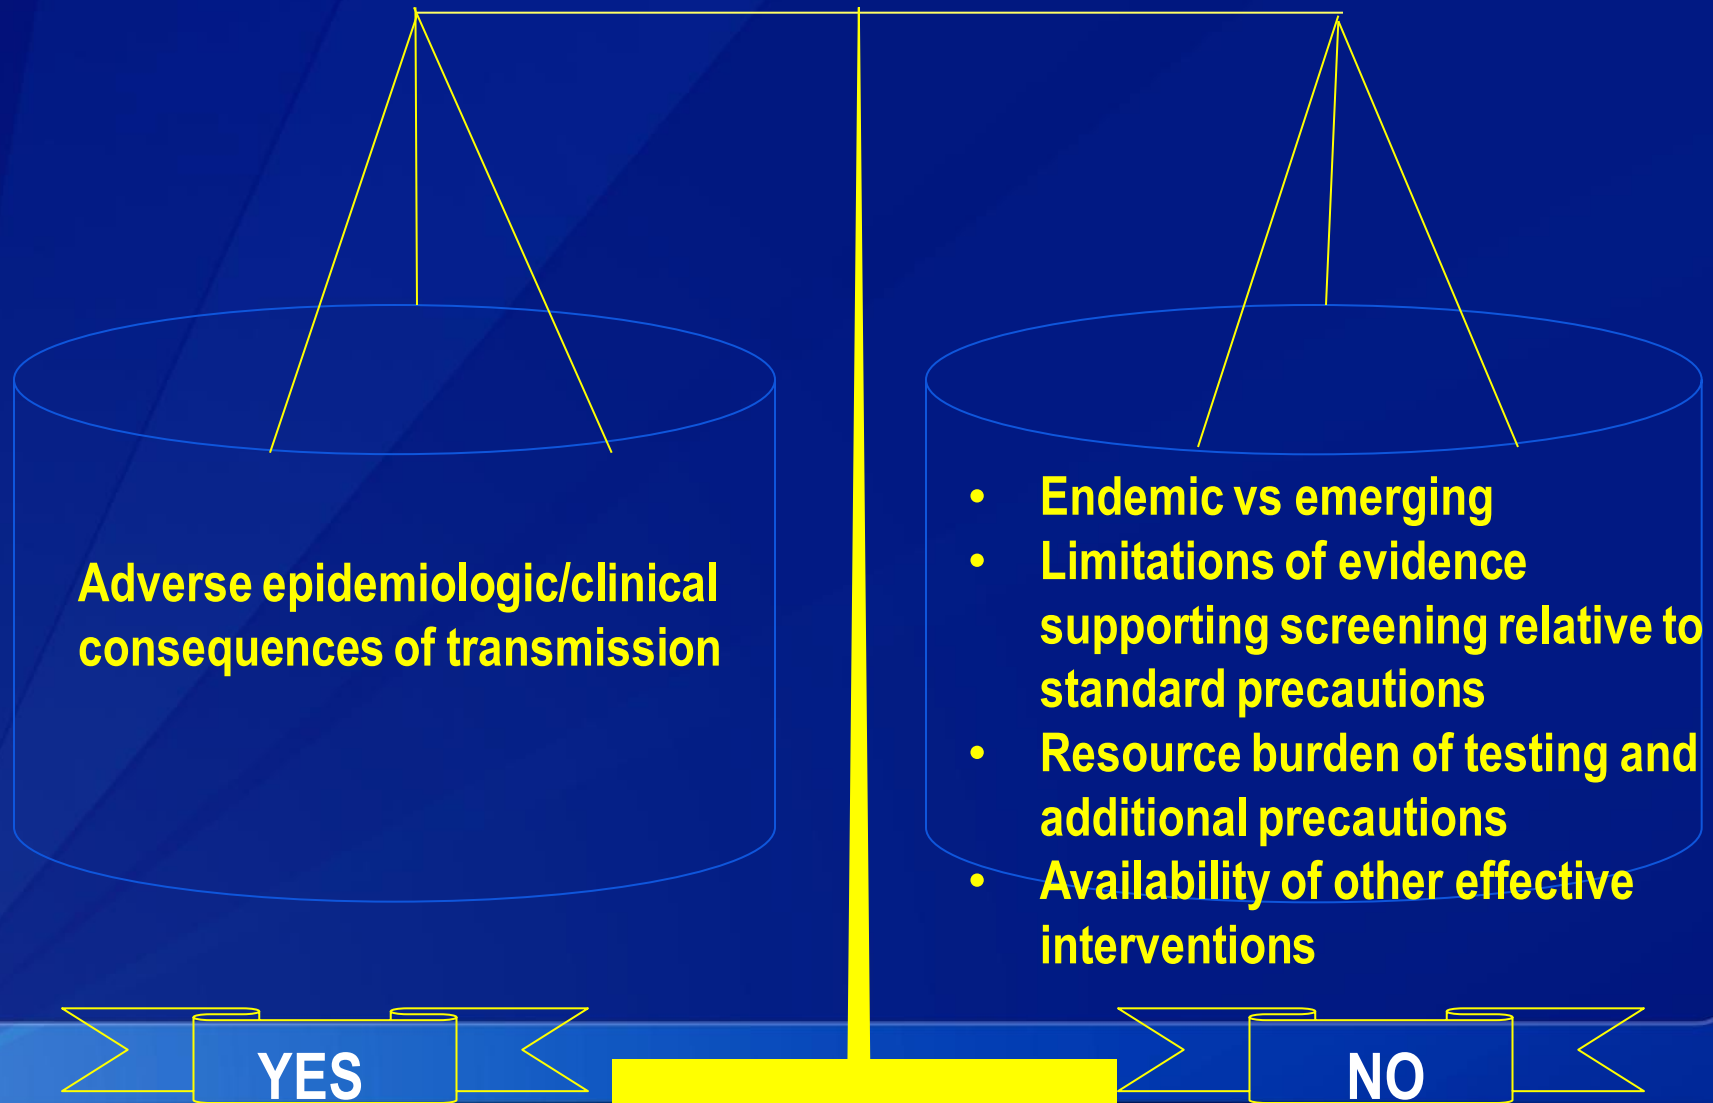 Adverse epidemiologic/clinical
consequences of transmission
• Endemic vs emerging
• Limitations of evidence
supporting screening relative to
standard precautions
• Resource burden of testing and
additional precautions
• Availability of other effective
interventions
YES
NO